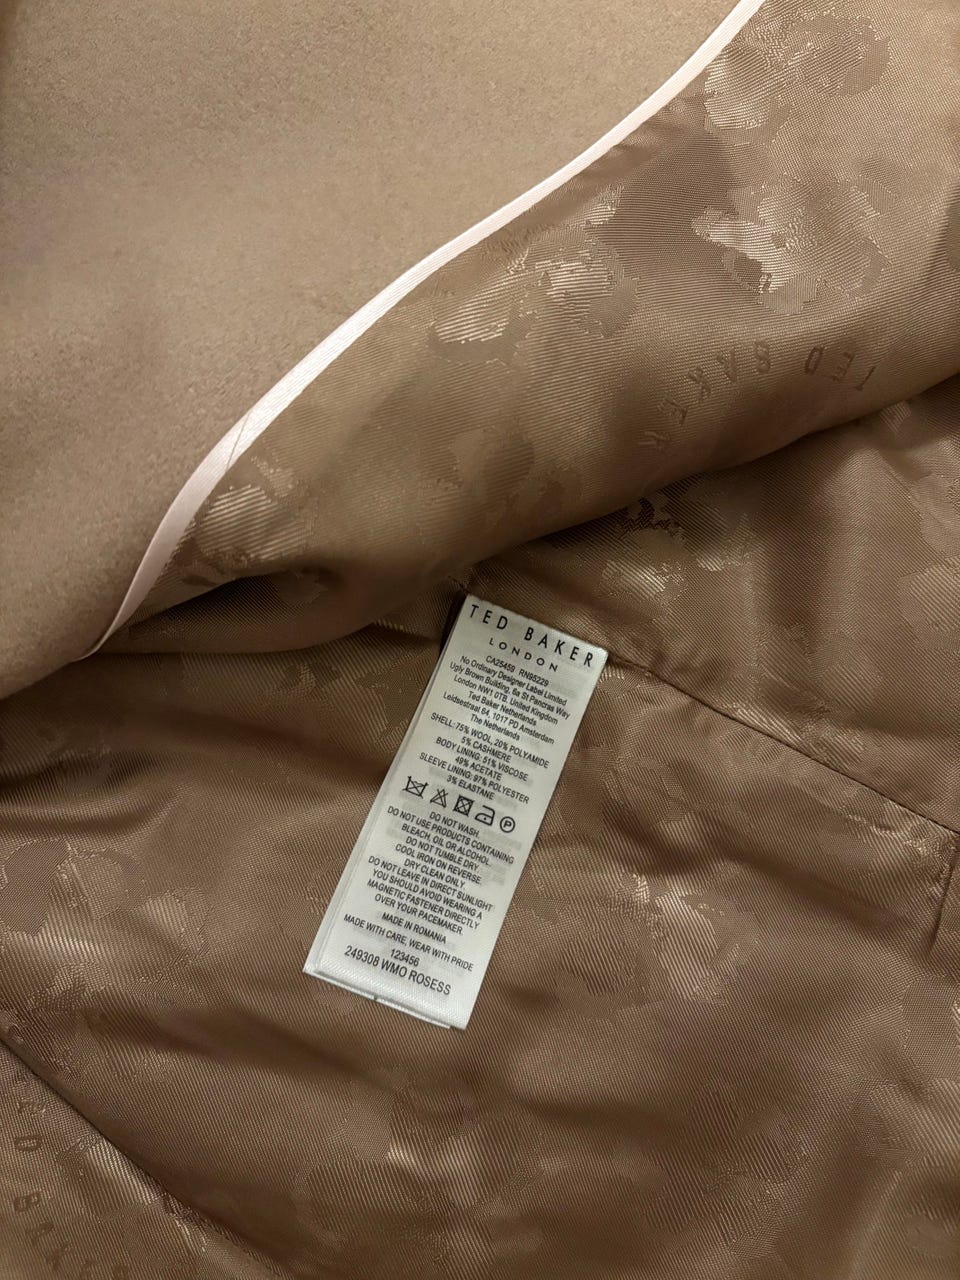 TED BAKER
TED BAKER
LONDON
CA25459 RN95229
No Ordinary Designer Label Limited
Ugly Brown Building, 6a St Pancras Way
London NW1 0TB, United Kingdom
Ted Baker Netherlands
Leidsestraat 64, 1017 PD Amsterdam
The Netherlands
SHELL: 75% WOOL, 20% POLYAMIDE
5% CASHMERE
BODY LINING: 51% VISCOSE
49% ACETATE
SLEEVE LINING: 97% POLYESTER
3% ELASTANE
P
DO NOT WASH.
DO NOT USE PRODUCTS CONTAINING
BLEACH, OIL OR ALCOHOL.
DO NOT TUMBLE DRY.
COOL IRON ON REVERSE.
DRY CLEAN ONLY.
DO NOT LEAVE IN DIRECT SUNLIGHT
YOU SHOULD AVOID WEARING A
MAGNETIC FASTENER DIRECTLY
OVER YOUR PACEMAKER.
MADE IN ROMANIA
MADE WITH CARE, WEAR WITH PRIDE
123456
249308 WMO ROSESS